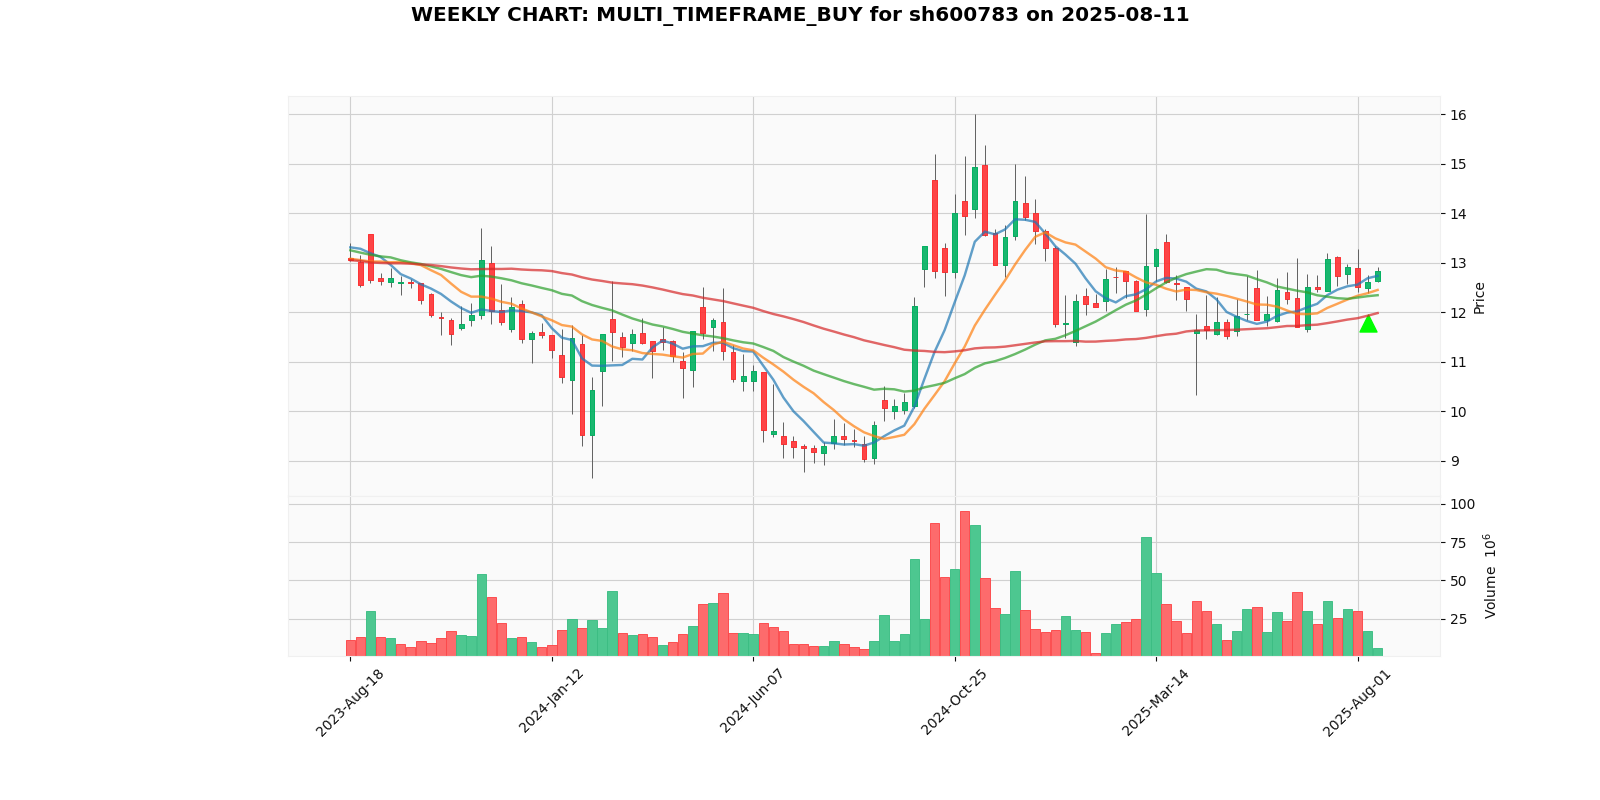 WEEKLY CHART: MULTI_TIMEFRAME_BUY for sh600783 on 2025-08-11
16
15
14
13
12
11
10
9
Price
100
75
50
25
Volume 10⁶
2023-Aug-18
2024-Jan-12
2024-Jun-07
2024-Oct-25
2025-Mar-14
2025-Aug-01